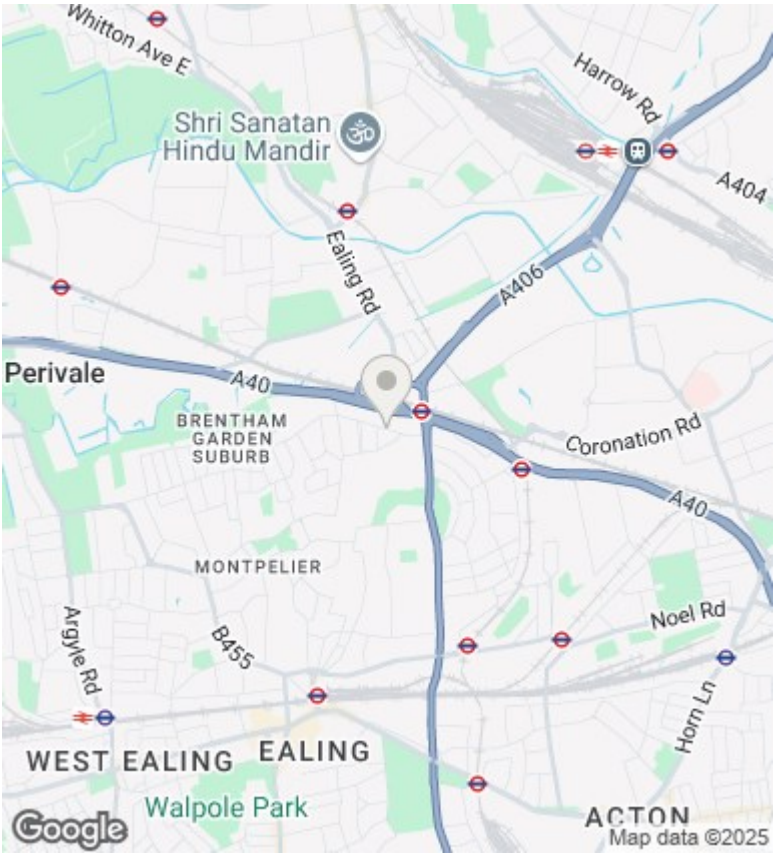 Whitton Ave E
Harrow Rd
Shri Sanatan
Hindu Mandir
ॐ
A404
Ealing Rd
A406
Perivale
A40
BRENTHAM
GARDEN
SUBURB
Coronation Rd
A40
MONTPELIER
Argyle Rd
B455
Noel Rd
Horn Ln
WEST EALING
EALING
Walpole Park
ACTON
Google
Map data ©2025